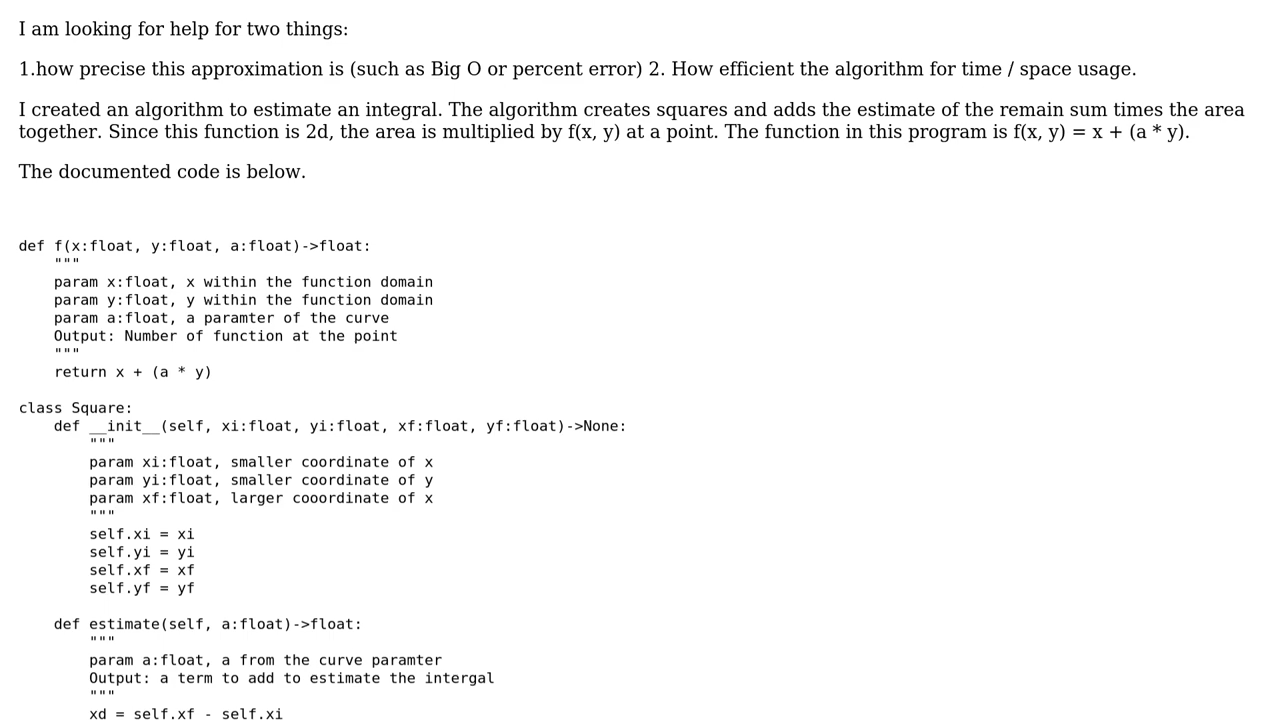 I am looking for help for two things:
1.how precise this approximation is (such as Big O or percent error) 2. How efficient the algorithm for time / space usage.
I created an algorithm to estimate an integral. The algorithm creates squares and adds the estimate of the remain sum times the area
together. Since this function is 2d, the area is multiplied by f(x, y) at a point. The function in this program is f(x, y) = x + (a * y).
The documented code is below.
def f(x:float, y:float, a:float)->float:
    """
    param x:float, x within the function domain
    param y:float, y within the function domain
    param a:float, a paramter of the curve
    Output: Number of function at the point
    """
    return x + (a * y)
class Square:
    def __init__(self, xi:float, yi:float, xf:float, yf:float)->None:
        """
        param xi:float, smaller coordinate of x
        param yi:float, smaller coordinate of y
        param xf:float, larger cooordinate of x
        """
        self.xi = xi
        self.yi = yi
        self.xf = xf
        self.yf = yf
    def estimate(self, a:float)->float:
        """
        param a:float, a from the curve paramter
        Output: a term to add to estimate the intergal
        """
        xd = self.xf - self.xi